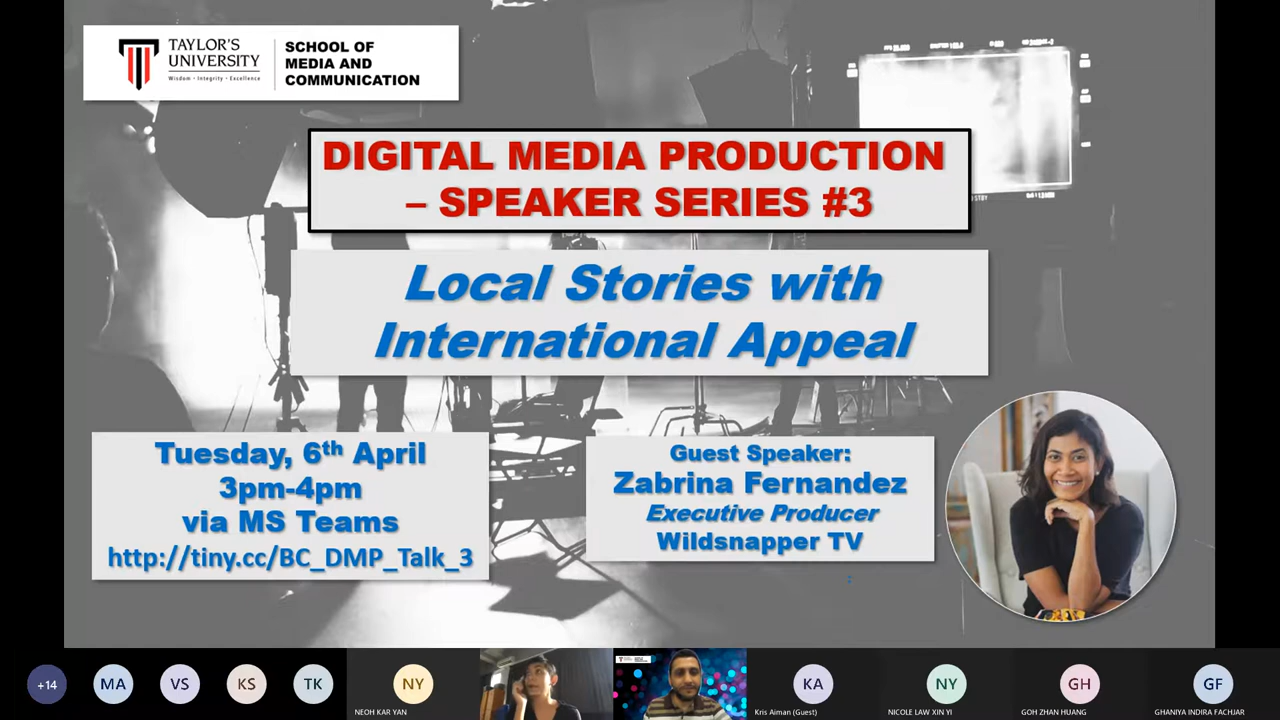 TAYLOR'S
UNIVERSITY
Wisdom • Integrity • Excellence
SCHOOL OF
MEDIA AND
COMMUNICATION
DIGITAL MEDIA PRODUCTION
– SPEAKER SERIES #3
Local Stories with
International Appeal
Tuesday, 6th April
3pm-4pm
via MS Teams
http://tiny.cc/BC_DMP_Talk_3
Guest Speaker:
Zabrina Fernandez
Executive Producer
Wildsnapper TV
+14
MA
VS
KS
TK
NY
NEOH KAR YAN
KA
Kris Aiman (Guest)
NY
NICOLE LAW XIN YI
GH
GOH ZHAN HUANG
GF
GHANIYA INDIRA FACHJAR